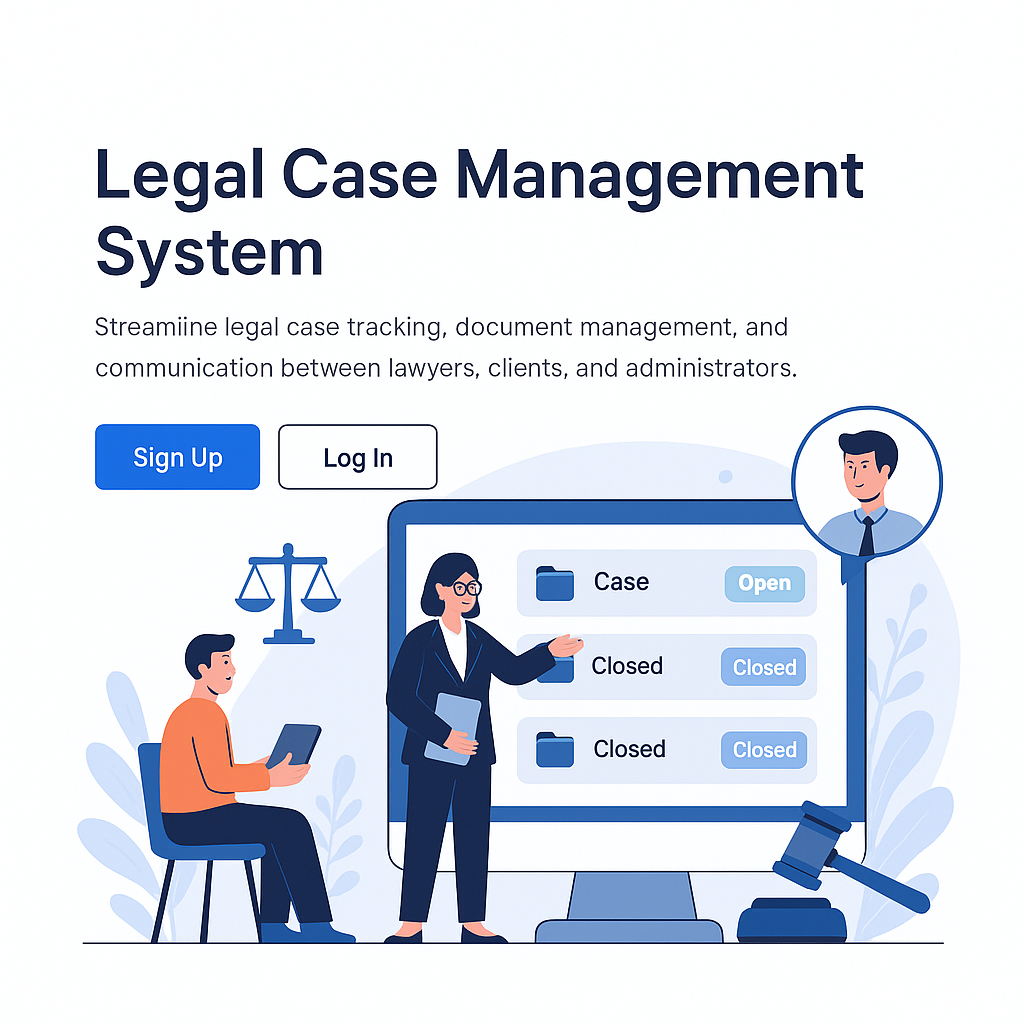 Legal Case Management
System
Streamiine legal case tracking, document management, and
communication between lawyers, clients, and administrators.
Sign Up
Log In
Case
Open
Closed
Closed
Closed
Closed